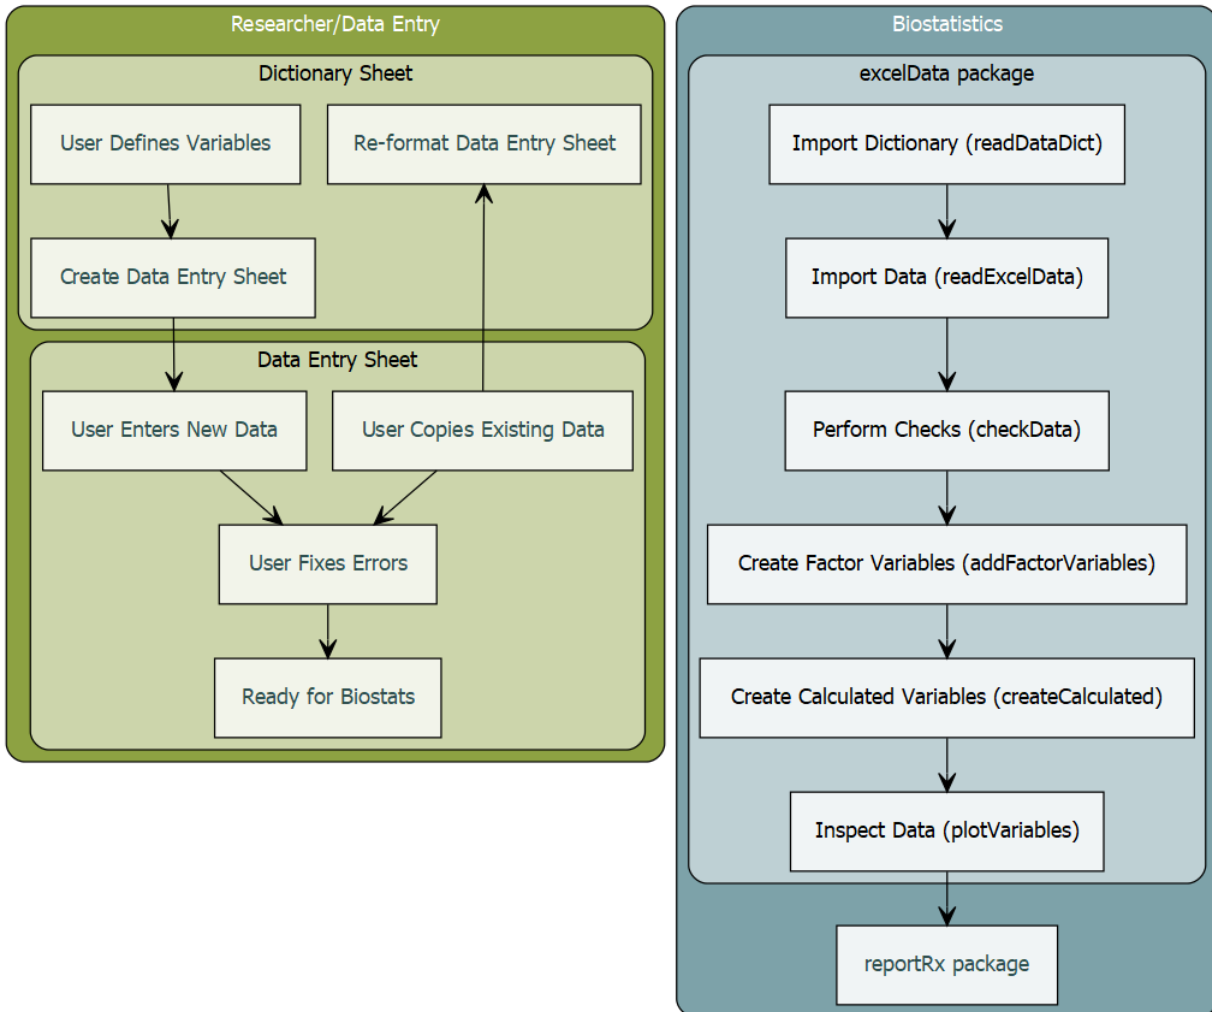 Researcher/Data Entry
Dictionary Sheet
User Defines Variables
Re-format Data Entry Sheet
Create Data Entry Sheet
Data Entry Sheet
User Enters New Data
User Copies Existing Data
User Fixes Errors
Ready for Biostats
Biostatistics
excelData package
Import Dictionary (readDataDict)
Import Data (readExcelData)
Perform Checks (checkData)
Create Factor Variables (addFactorVariables)
Create Calculated Variables (createCalculated)
Inspect Data (plotVariables)
reportRx package